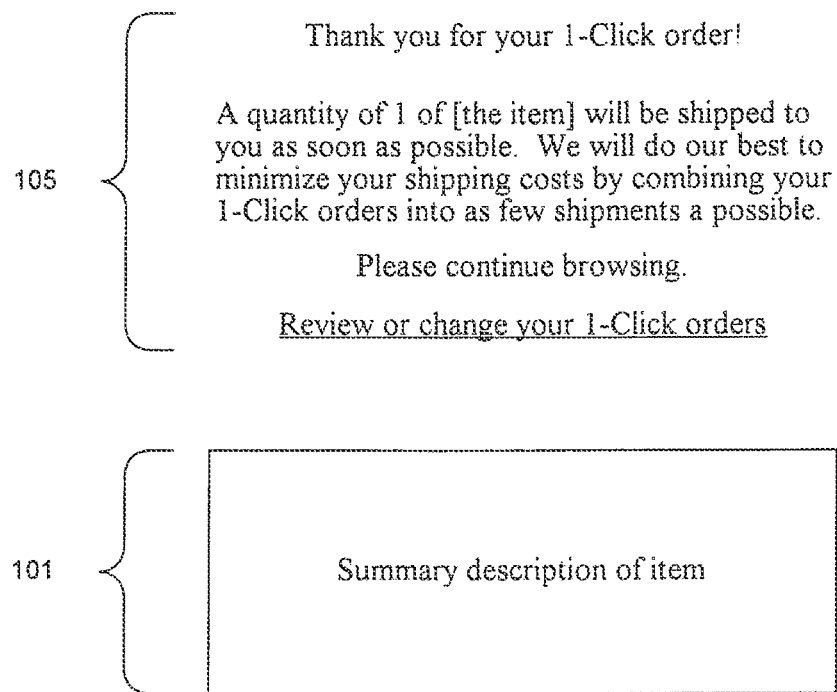 Thank you for your 1-Click order!
A quantity of 1 of [the item] will be shipped to
you as soon as possible. We will do our best to
105
minimize your shipping costs by combining your
1-Click orders into as few shipments a possible.
Please continue browsing.
Review or change your 1-Click orders
101
Summary description of item